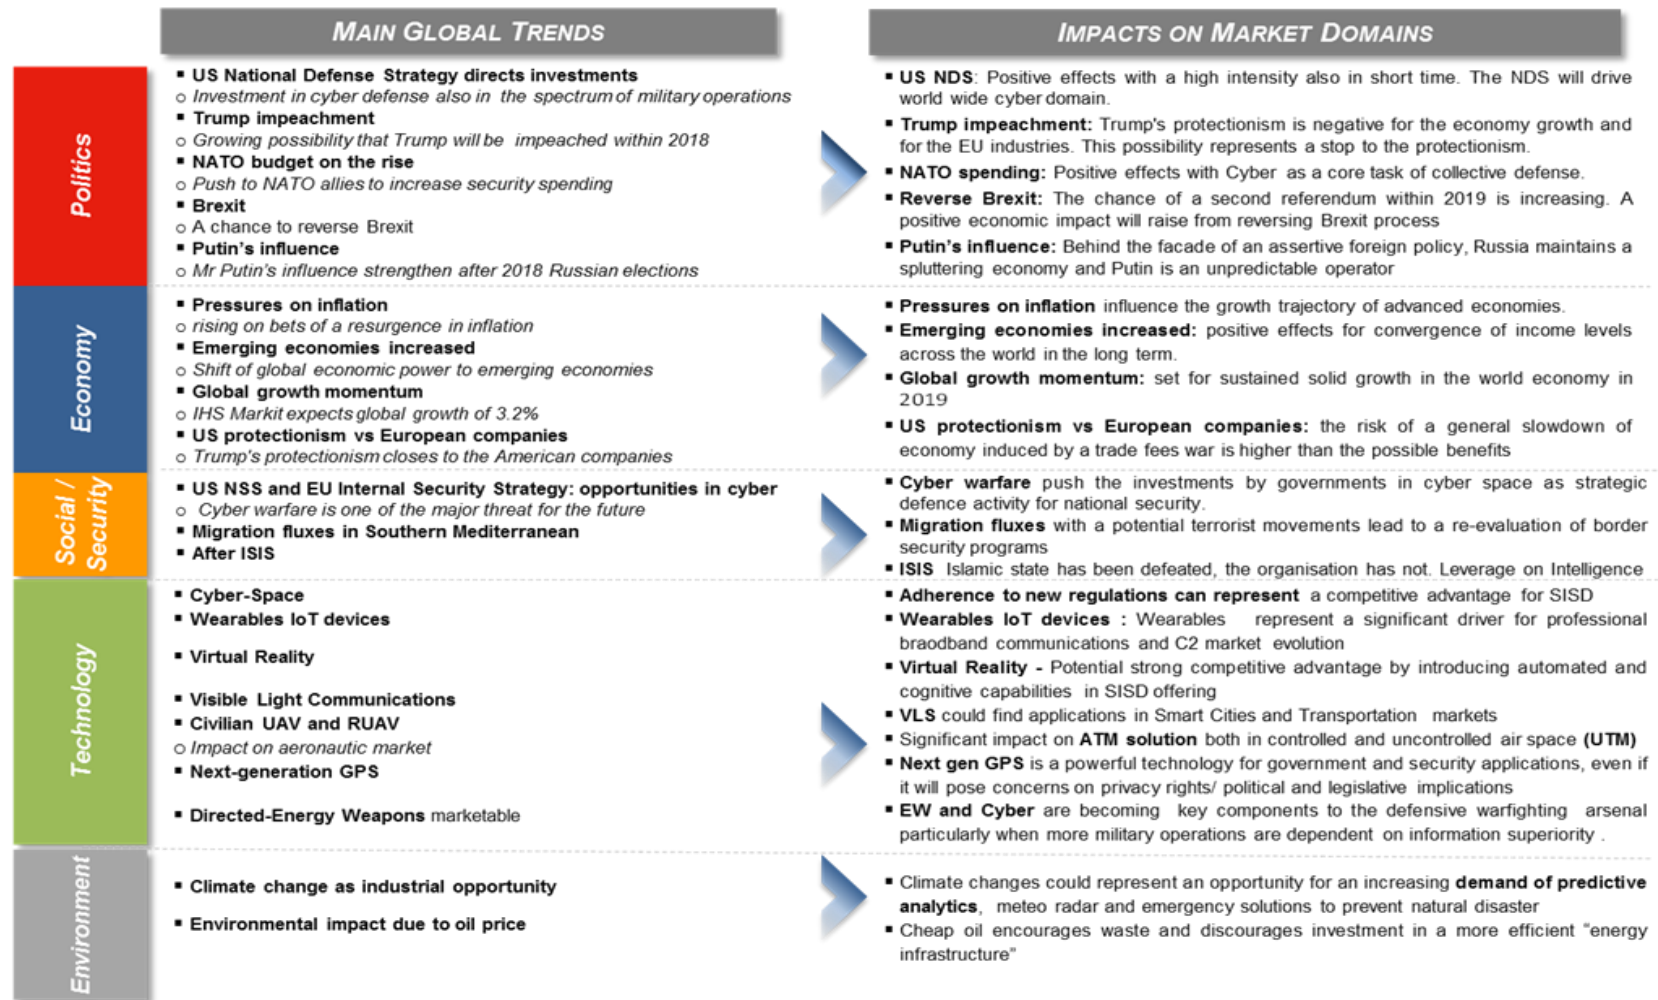 MAIN GLOBAL TRENDS
IMPACTS ON MARKET DOMAINS
Politics
▪ US National Defense Strategy directs investments
o Investment in cyber defense also in the spectrum of military operations
▪ Trump impeachment
o Growing possibility that Trump will be impeached within 2018
▪ NATO budget on the rise
o Push to NATO allies to increase security spending
▪ Brexit
o A chance to reverse Brexit
▪ Putin's influence
o Mr Putin's influence strengthen after 2018 Russian elections
▪ US NDS: Positive effects with a high intensity also in short time. The NDS will drive
world wide cyber domain.
▪ Trump impeachment: Trump's protectionism is negative for the economy growth and
for the EU industries. This possibility represents a stop to the protectionism.
▪ NATO spending: Positive effects with Cyber as a core task of collective defense.
▪ Reverse Brexit: The chance of a second referendum within 2019 is increasing. A
positive economic impact will raise from reversing Brexit process
▪ Putin's influence: Behind the facade of an assertive foreign policy, Russia maintains a
spluttering economy and Putin is an unpredictable operator
Economy
▪ Pressures on inflation
o rising on bets of a resurgence in inflation
▪ Emerging economies increased
o Shift of global economic power to emerging economies
▪ Global growth momentum
o IHS Markit expects global growth of 3.2%
▪ US protectionism vs European companies
o Trump's protectionism closes to the American companies
▪ Pressures on inflation influence the growth trajectory of advanced economies.
▪ Emerging economies increased: positive effects for convergence of income levels
across the world in the long term.
▪ Global growth momentum: set for sustained solid growth in the world economy in
2019
▪ US protectionism vs European companies: the risk of a general slowdown of
economy induced by a trade fees war is higher than the possible benefits
Social /
Security
▪ US NSS and EU Internal Security Strategy: opportunities in cyber
o Cyber warfare is one of the major threat for the future
▪ Migration fluxes in Southern Mediterranean
▪ After ISIS
▪ Cyber warfare push the investments by governments in cyber space as strategic
defence activity for national security.
▪ Migration fluxes with a potential terrorist movements lead to a re-evaluation of border
security programs
▪ ISIS Islamic state has been defeated, the organisation has not. Leverage on Intelligence
Technology
▪ Cyber-Space
▪ Wearables IoT devices
▪ Virtual Reality
▪ Visible Light Communications
▪ Civilian UAV and RUAV
o Impact on aeronautic market
▪ Next-generation GPS
▪ Directed-Energy Weapons marketable
▪ Adherence to new regulations can represent a competitive advantage for SISD
▪ Wearables IoT devices : Wearables represent a significant driver for professional
braodband communications and C2 market evolution
▪ Virtual Reality - Potential strong competitive advantage by introducing automated and
cognitive capabilities in SISD offering
▪ VLS could find applications in Smart Cities and Transportation markets
▪ Significant impact on ATM solution both in controlled and uncontrolled air space (UTM)
▪ Next gen GPS is a powerful technology for government and security applications, even if
it will pose concerns on privacy rights/ political and legislative implications
▪ EW and Cyber are becoming key components to the defensive warfighting arsenal
particularly when more military operations are dependent on information superiority .
Environment
▪ Climate change as industrial opportunity
▪ Environmental impact due to oil price
▪ Climate changes could represent an opportunity for an increasing demand of predictive
analytics, meteo radar and emergency solutions to prevent natural disaster
▪ Cheap oil encourages waste and discourages investment in a more efficient "energy
infrastructure"